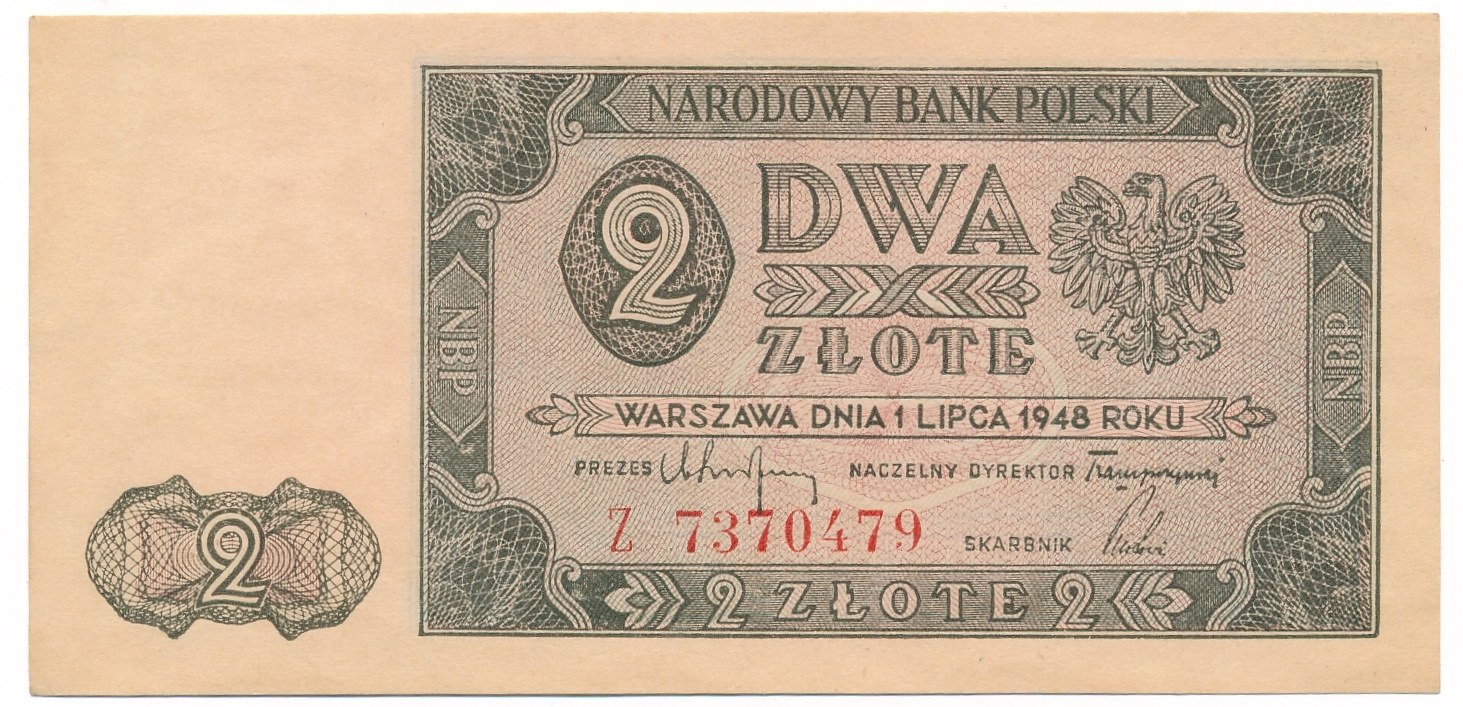 NARODOWY BANK POLSKI
2
DWA
ZŁOTE
NBP
NBP
WARSZAWA DNIA 1 LIPCA 1948 ROKU
PREZES NACZELNY DYREKTOR
Z 7370479 SKARBNIK
2 ZŁOTE 2
2